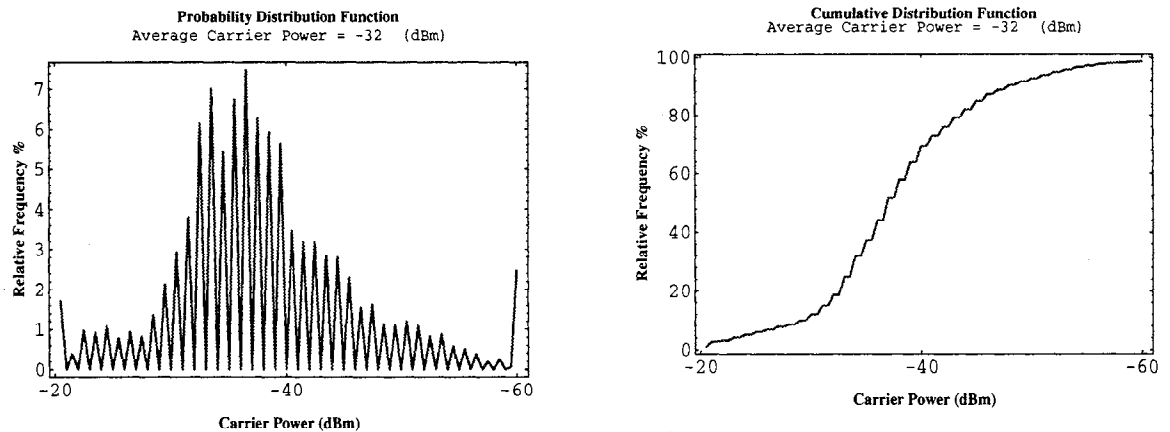 Probability Distribution Function
Average Carrier Power = -32 (dBm)
Relative Frequency %
7
6
5
4
3
2
1
0
-20
-30
-40
-50
-60
Carrier Power (dBm)
Cumulative Distribution Function
Average Carrier Power = -32 (dBm)
Relative Frequency %
100
80
60
40
20
0
-20
-40
-60
Carrier Power (dBm)